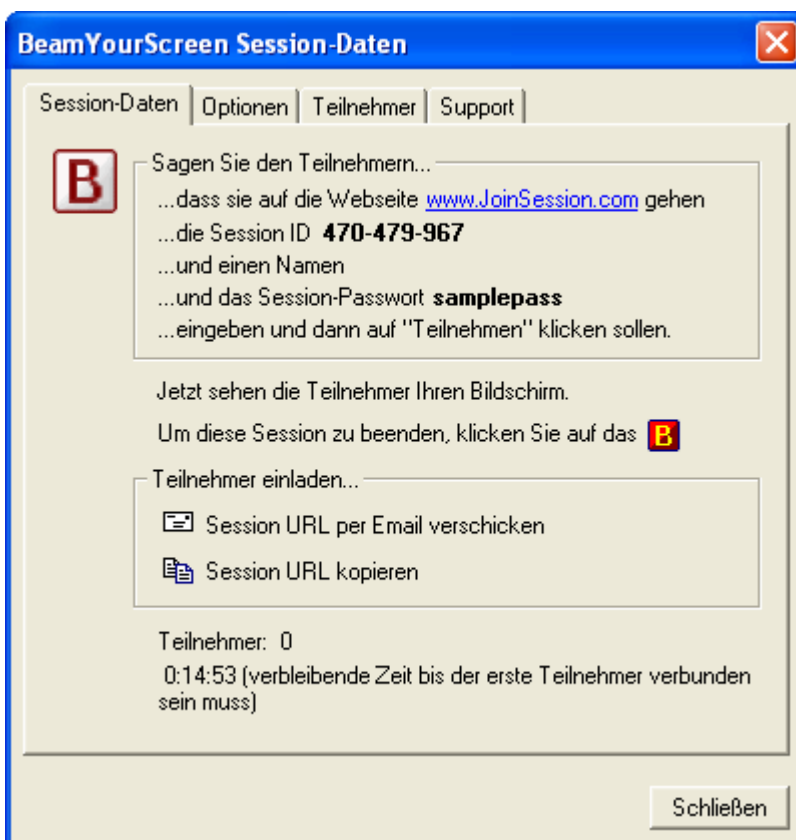 BeamYourScreen Session-Daten
Session-Daten Optionen Teilnehmer Support
B
Sagen Sie den Teilnehmern...
...dass sie auf die Webseite www.JoinSession.com gehen
...die Session ID 470-479-967
...und einen Namen
...und das Session-Passwort samplepass
...eingeben und dann auf "Teilnehmen" klicken sollen.
Jetzt sehen die Teilnehmer Ihren Bildschirm.
Um diese Session zu beenden, klicken Sie auf das B
Teilnehmer einladen...
Session URL per Email verschicken
Session URL kopieren
Teilnehmer: 0
0:14:53 (verbleibende Zeit bis der erste Teilnehmer verbunden
sein muss)
Schließen